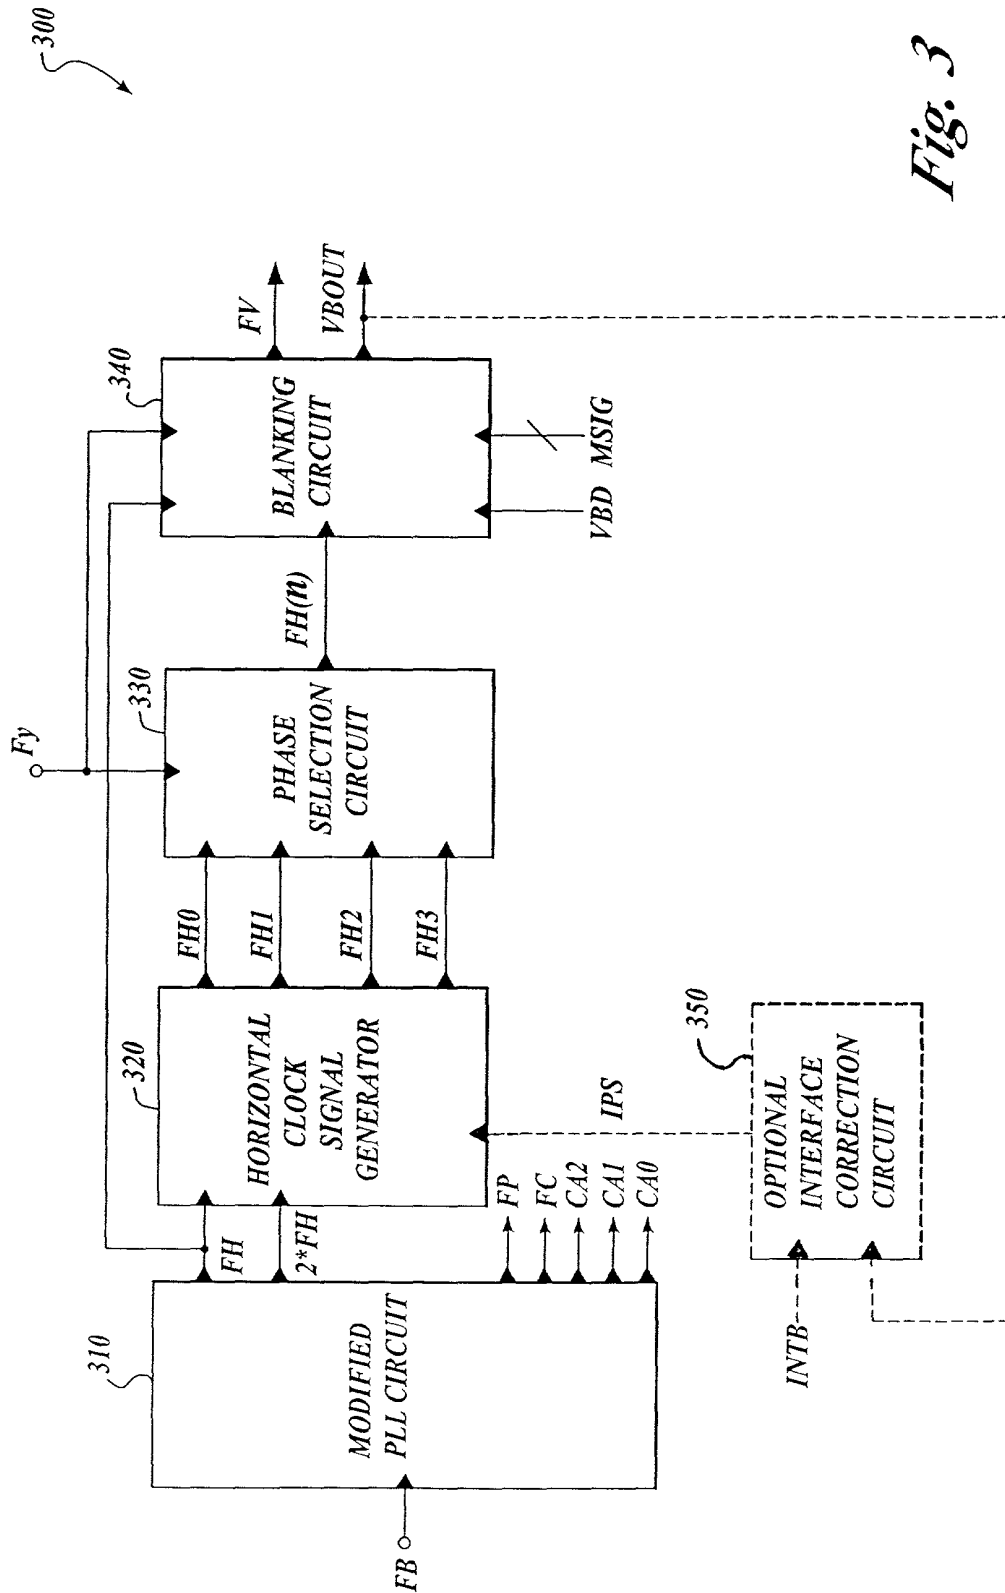 300
Fy
310
320
330
340
MODIFIED
PLL CIRCUIT
HORIZONTAL
CLOCK
SIGNAL
GENERATOR
PHASE
SELECTION
CIRCUIT
BLANKING
CIRCUIT
FB
FH
2*FH
FH0
FH1
FH2
FH3
FH(n)
FV
VBOUT
FP
FC
CA2
CA1
CA0
VBD
MSIG
IPS
350
OPTIONAL
INTERFACE
CORRECTION
CIRCUIT
INTB
Fig. 3